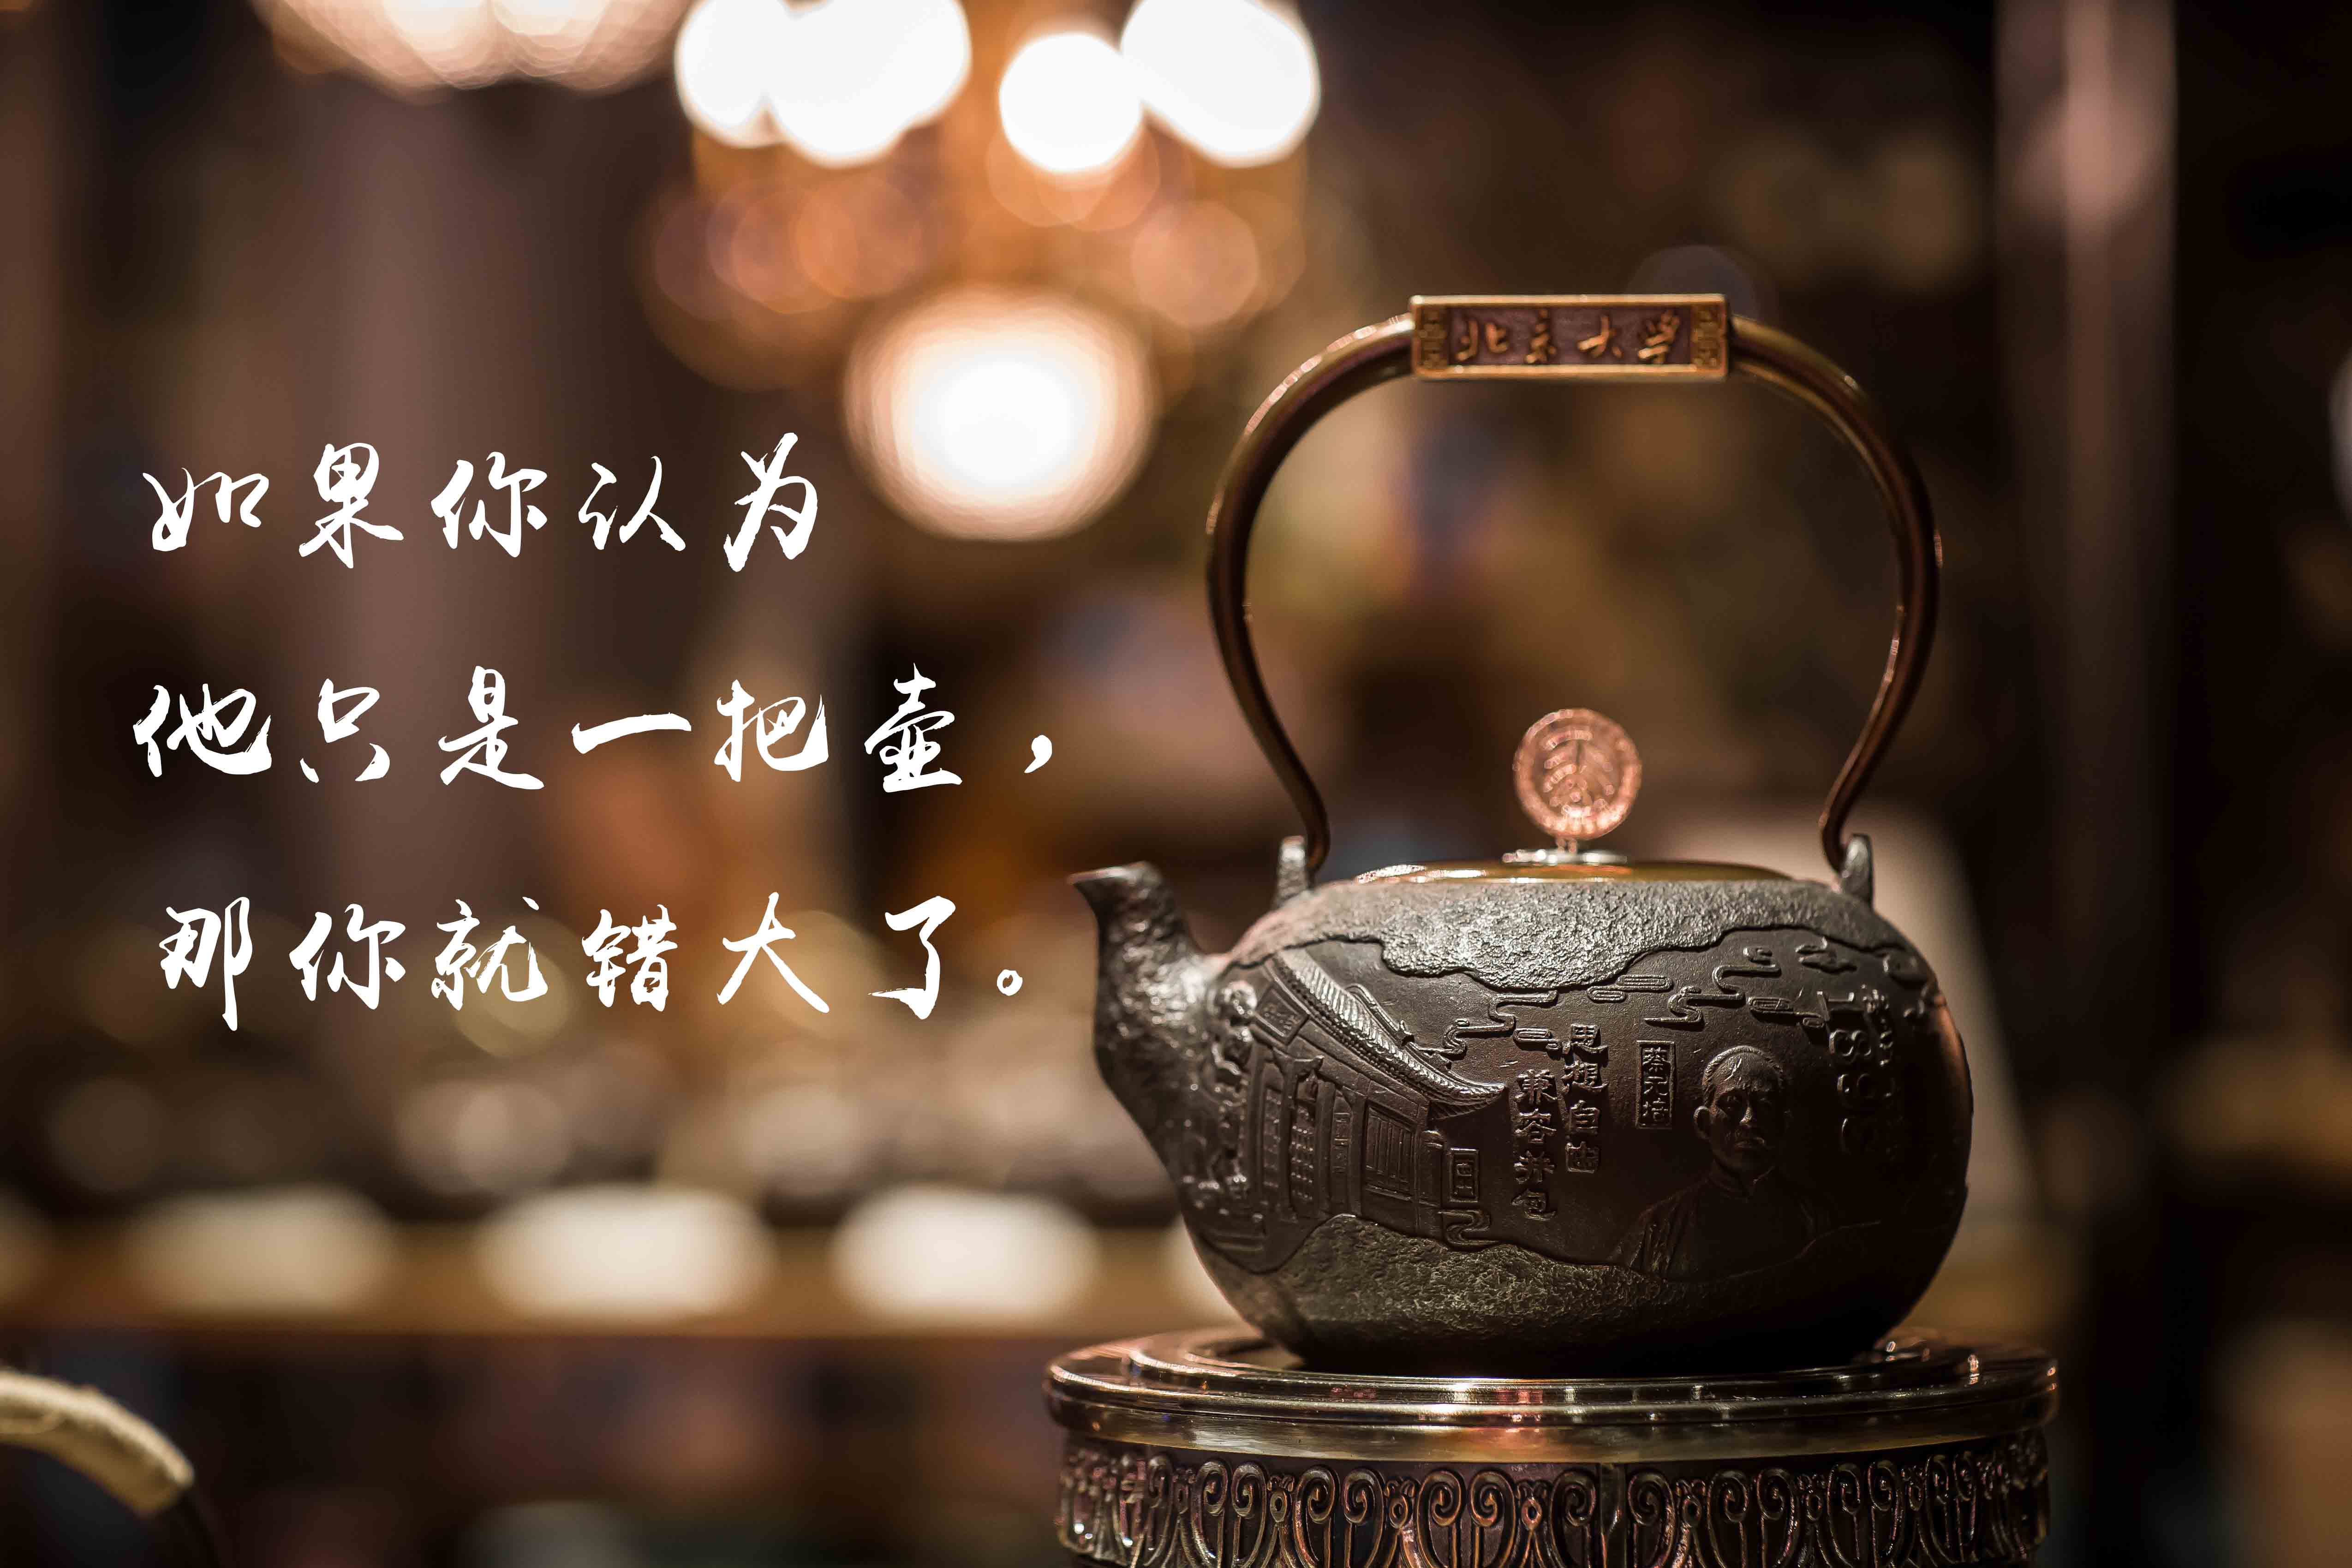 如果你认为
他只是一把壶，
那你就错大了。
北京大学
思想自由
兼容并包
蔡元培
1898